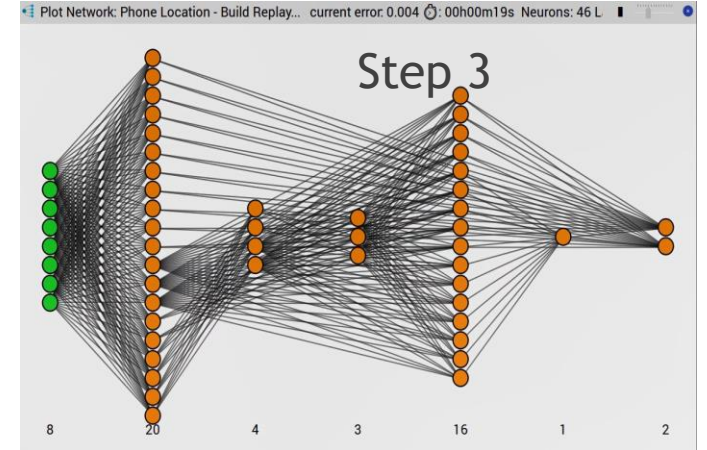 Plot Network: Phone Location - Build Replay... current error: 0.004 : 00h00m19s Neurons: 46 L
Step 3
8 20 4 3 16 1 2